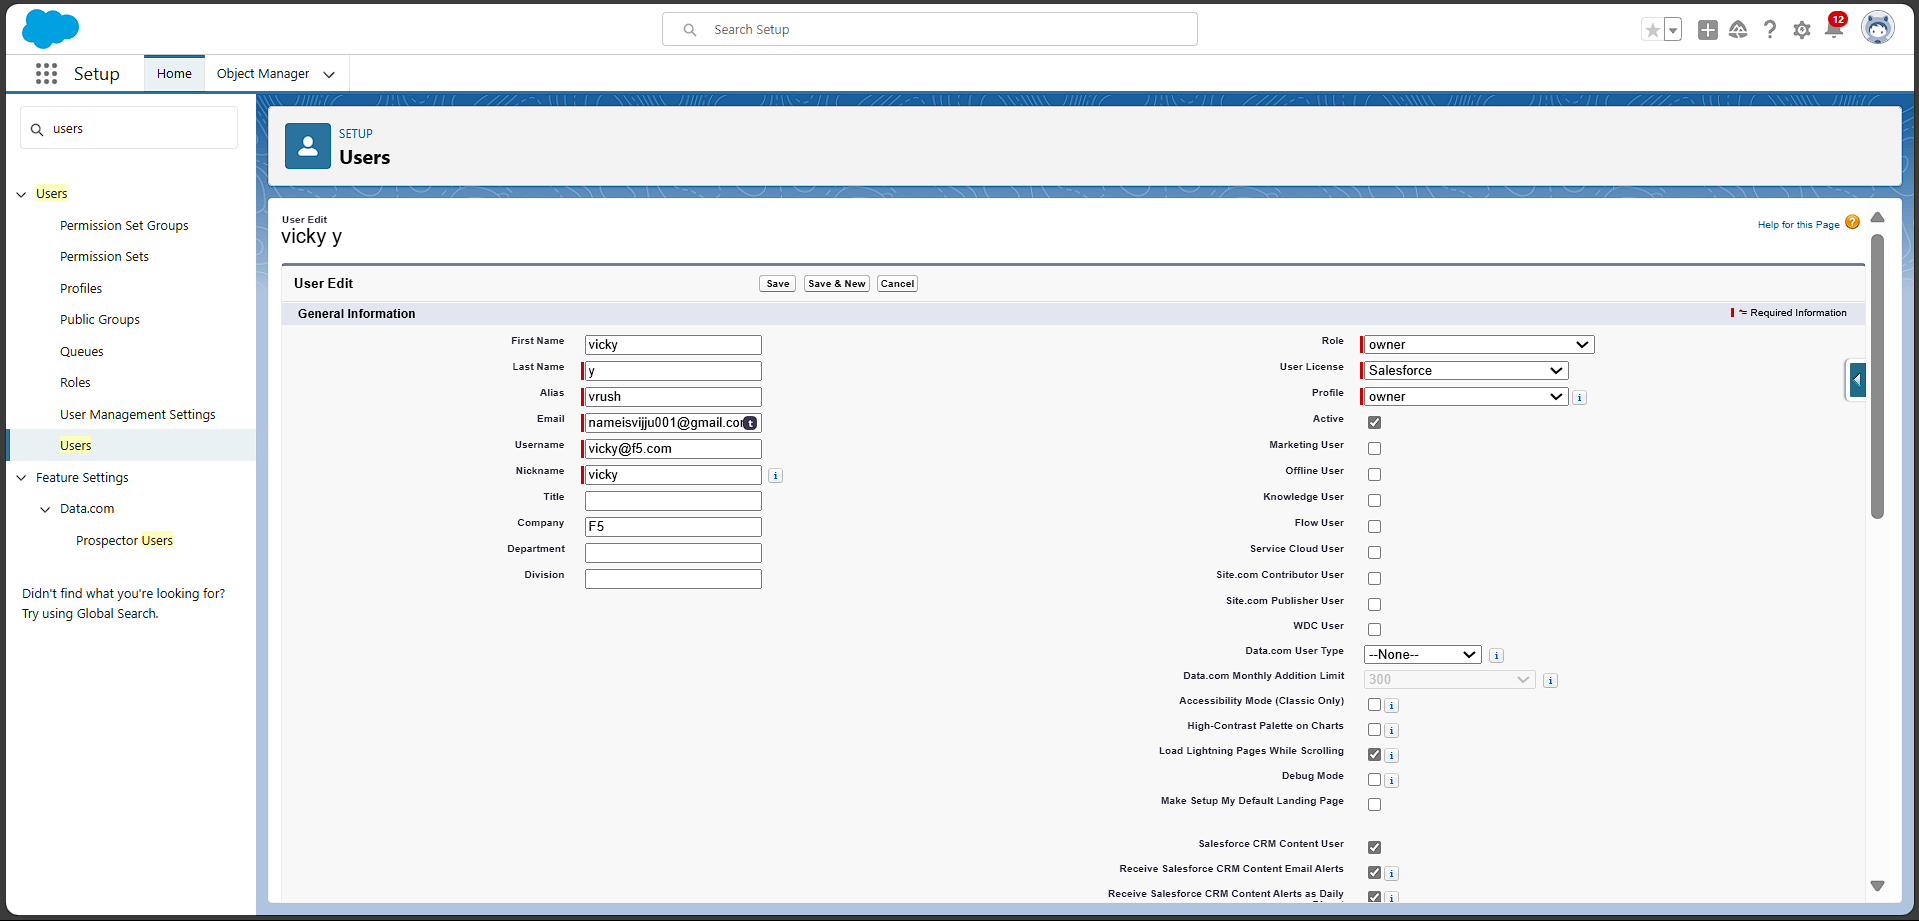 Search Setup
12
Setup
Home
Object Manager
users
Users
Permission Set Groups
Permission Sets
Profiles
Public Groups
Queues
Roles
User Management Settings
Users
Feature Settings
Data.com
Prospector Users
Didn't find what you're looking for?
Try using Global Search.
SETUP
Users
User Edit
vicky y
Help for this Page ?
User Edit
Save
Save & New
Cancel
General Information
= Required Information
First Name vicky
Last Name y
Alias vrush
Email nameisvijju001@gmail.cor t
Username vicky@f5.com
Nickname vicky i
Title
Company F5
Department
Division
Role owner
User License Salesforce
Profile owner i
Active
Marketing User
Offline User
Knowledge User
Flow User
Service Cloud User
Site.com Contributor User
Site.com Publisher User
WDC User
Data.com User Type --None-- i
Data.com Monthly Addition Limit 300 i
Accessibility Mode (Classic Only) i
High-Contrast Palette on Charts i
Load Lightning Pages While Scrolling i
Debug Mode i
Make Setup My Default Landing Page
Salesforce CRM Content User
Receive Salesforce CRM Content Email Alerts i
Receive Salesforce CRM Content Alerts as Daily i